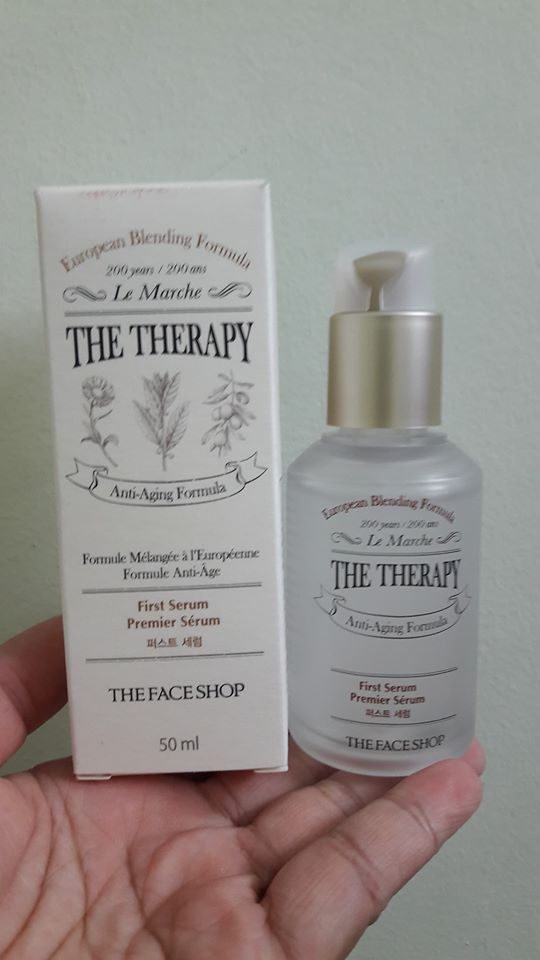 European Blending Formula
200 years / 200 ans
Le Marche
THE THERAPY
Anti-Aging Formula
Formule Mélangée à l'Européenne
Formule Anti-Âge
First Serum
Premier Sérum
퍼스트 세럼
THE FACE SHOP
50 ml
European Blending Formula
200 years / 200 ans
Le Marche
THE THERAPY
Anti-Aging Formula
First Serum
Premier Sérum
퍼스트 세럼
THE FACE SHOP